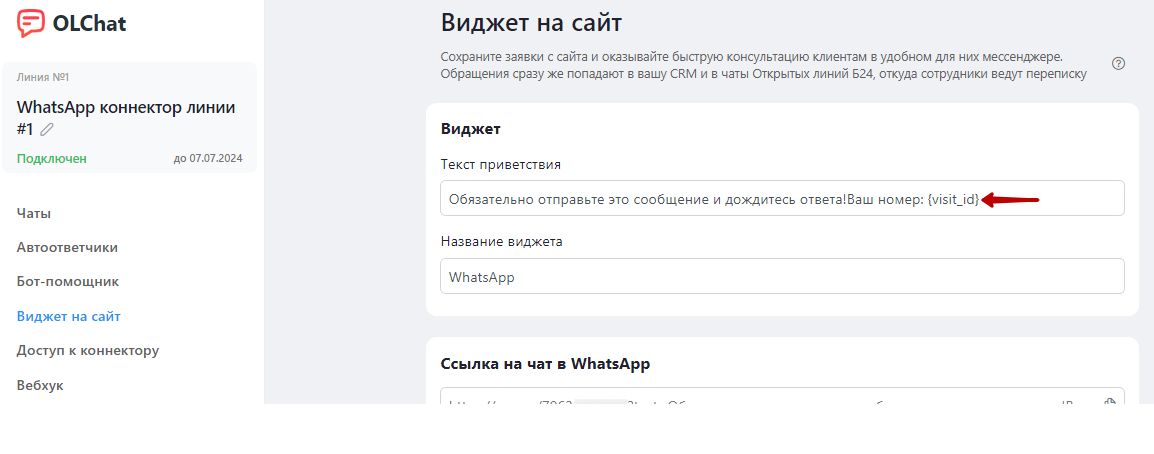 OLChat
Линия №1
WhatsApp коннектор линии
#1
Подключен
до 07.07.2024
Чаты
Автоответчики
Бот-помощник
Виджет на сайт
Доступ к коннектору
Вебхук
Виджет на сайт
Сохраните заявки с сайта и оказывайте быструю консультацию клиентам в удобном для них мессенджере.
Обращения сразу же попадают в вашу CRM и в чаты Открытых линий Б24, откуда сотрудники ведут переписку
Виджет
Текст приветствия
Обязательно отправьте это сообщение и дождитесь ответа!Ваш номер: {visit_id}
Название виджета
WhatsApp
Ссылка на чат в WhatsApp